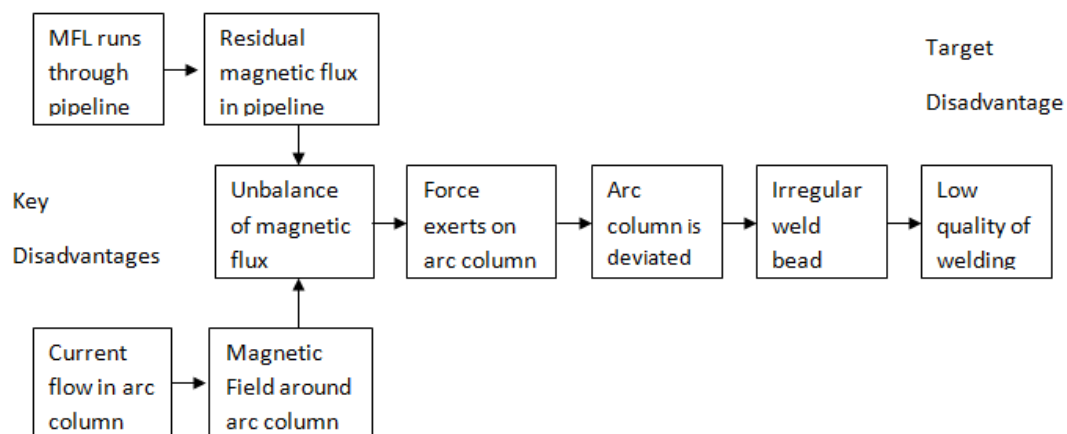 MFL runs
through
pipeline
Residual
magnetic flux
in pipeline
Target
Disadvantage
Key
Disadvantages
Unbalance
of magnetic
flux
Force
exerts on
arc column
Arc
column is
deviated
Irregular
weld
bead
Low
quality of
welding
Current
flow in arc
column
Magnetic
Field around
arc column